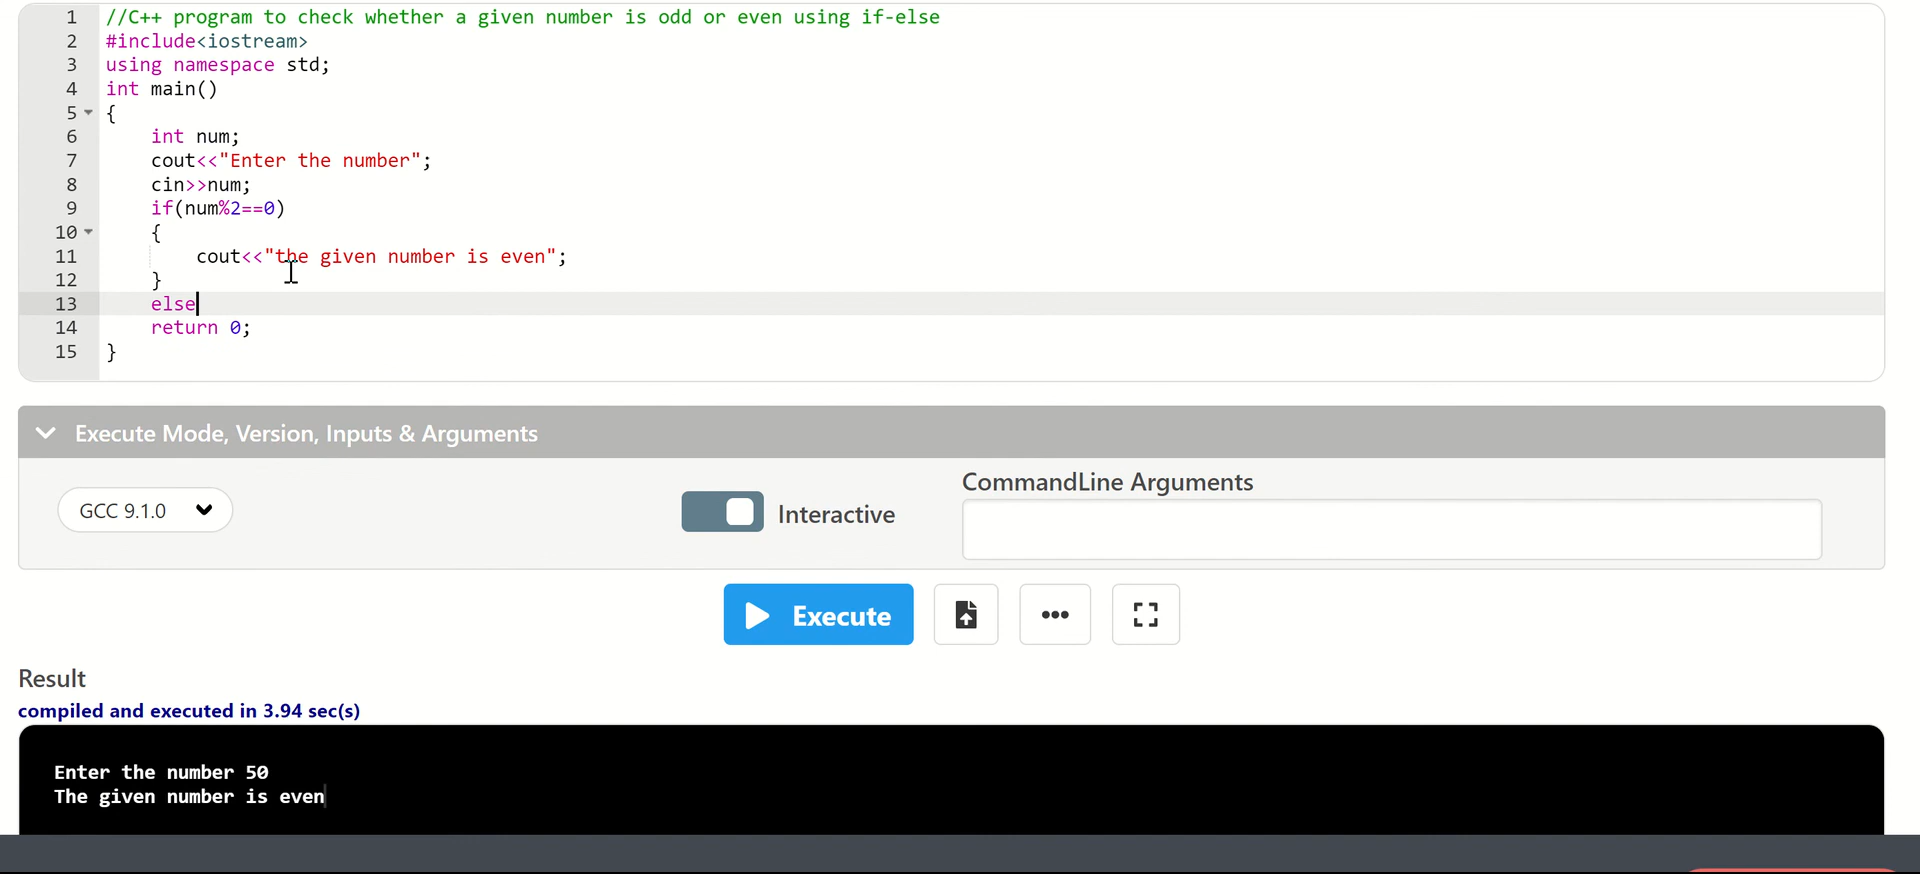 1 //C++ program to check whether a given number is odd or even using if-else
2 #include<iostream>
3 using namespace std;
4 int main()
5 {
6 int num;
7 cout<<"Enter the number";
8 cin>>num;
9 if(num%2==0)
10 {
11 cout<<"the given number is even";
12 }
13 else
14 return 0;
15 }
Execute Mode, Version, Inputs & Arguments
CommandLine Arguments
GCC 9.1.0
Interactive
Execute
Result
compiled and executed in 3.94 sec(s)
Enter the number 50
The given number is even